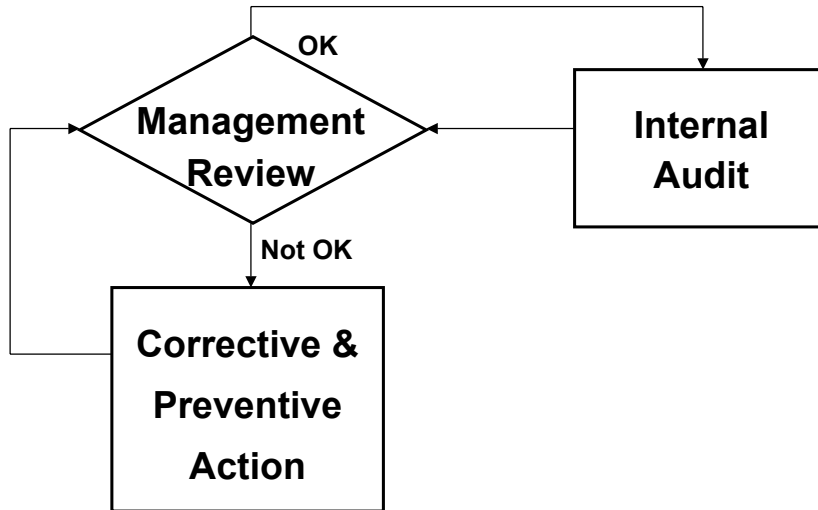 OK
Management
Review
Internal
Audit
Not OK
Corrective &
Preventive
Action